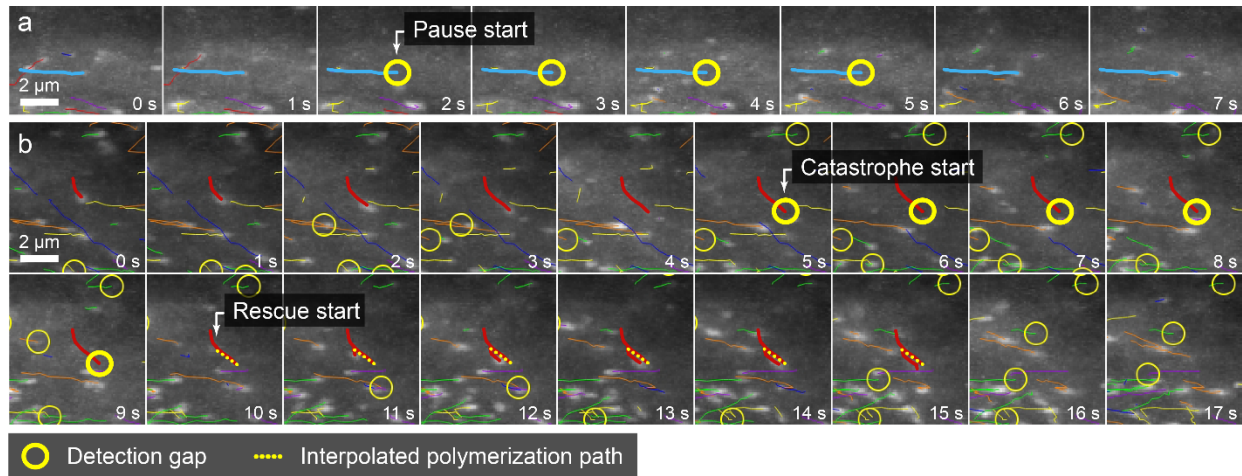 a
Pause start
2 μm
0 s
1 s
2 s
3 s
4 s
5 s
6 s
7 s
b
Catastrophe start
2 μm
0 s
1 s
2 s
3 s
4 s
5 s
6 s
7 s
8 s
Rescue start
9 s
10 s
11 s
12 s
13 s
14 s
15 s
16 s
17 s
Detection gap
Interpolated polymerization path